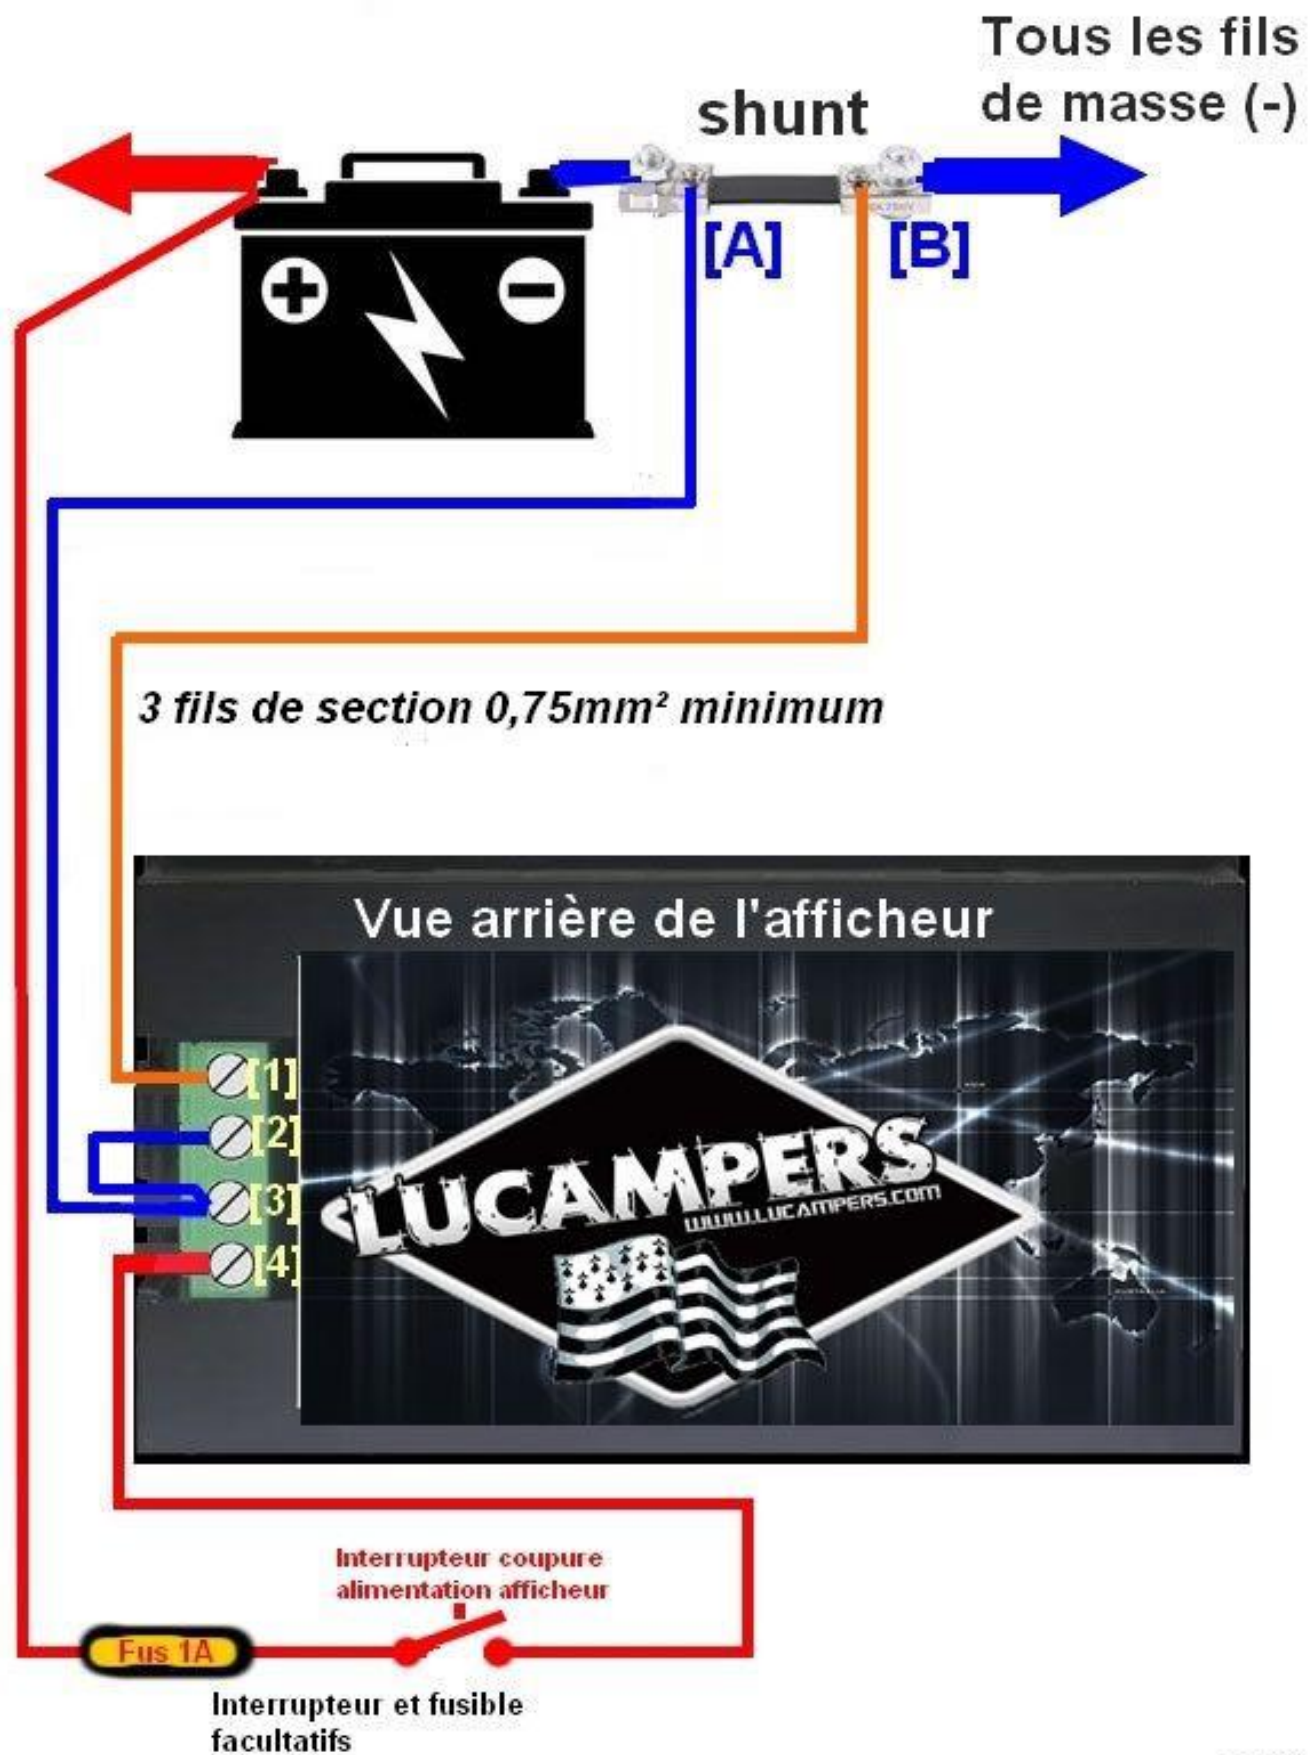 Tous les fils
de masse (-)
shunt
[A]
[B]
3 fils de section 0,75mm² minimum
Vue arrière de l'afficheur
[1]
[2]
[3]
[4]
LUCAMPERS
WWW.LUCAMPERS.COM
Interrupteur coupure
alimentation afficheur
Fus 1A
Interrupteur et fusible
facultatifs